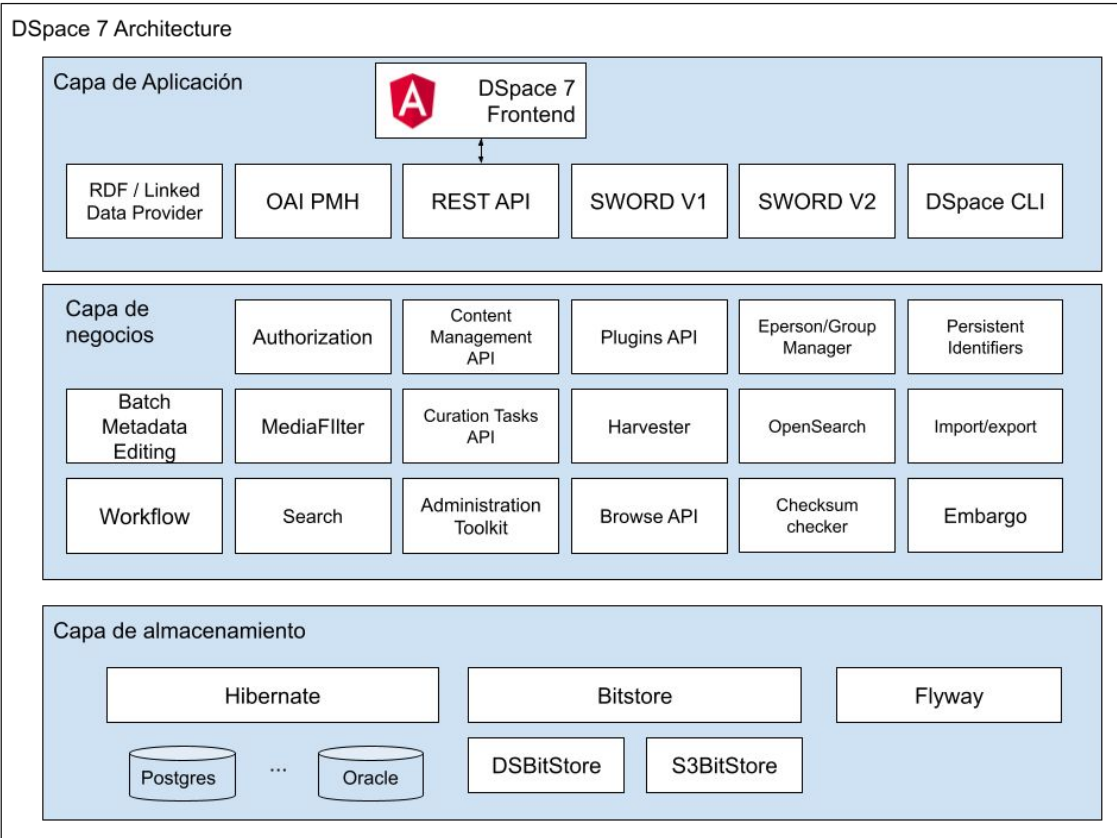 DSpace 7 Architecture
Capa de Aplicación
A
DSpace 7
Frontend
RDF / Linked
Data Provider
OAI PMH
REST API
SWORD V1
SWORD V2
DSpace CLI
Capa de
negocios
Authorization
Content
Management
API
Plugins API
Eperson/Group
Manager
Persistent
Identifiers
Batch
Metadata
Editing
MediaFIlter
Curation Tasks
API
Harvester
OpenSearch
Import/export
Workflow
Search
Administration
Toolkit
Browse API
Checksum
checker
Embargo
Capa de almacenamiento
Hibernate
Bitstore
Flyway
Postgres
...
Oracle
DSBitStore
S3BitStore